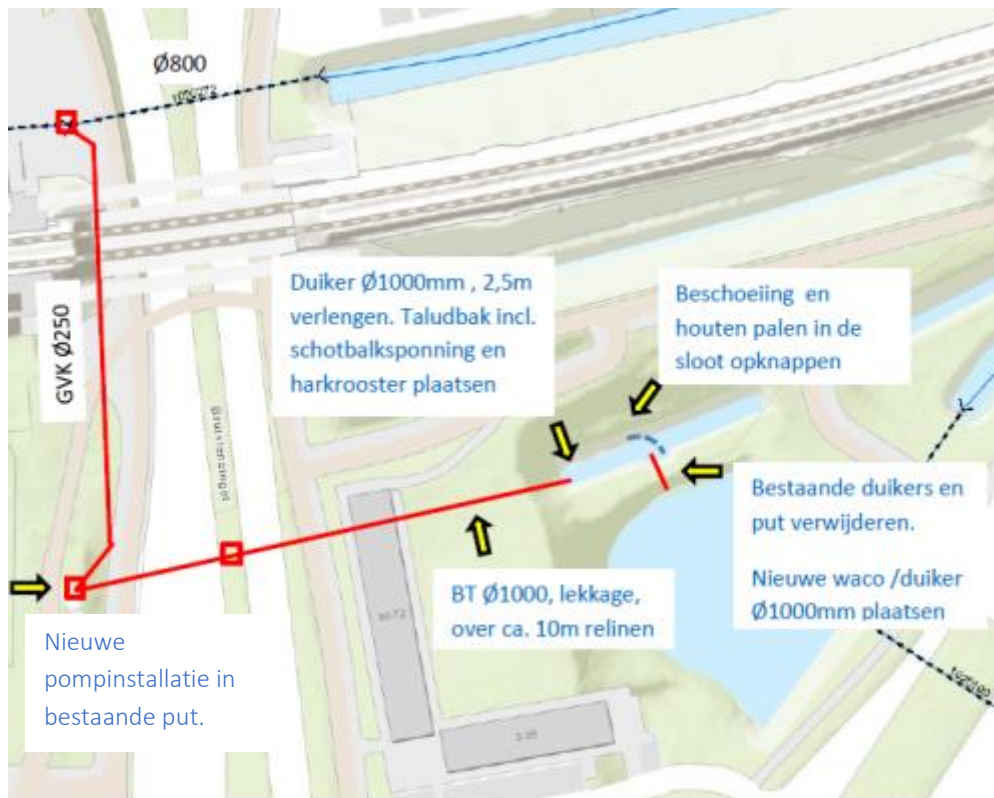 Ø800
GVK Ø250
Duiker Ø1000mm , 2,5m
verlengen. Taludbak incl.
schotbalksponning en
harkrooster plaatsen
Beschoeiing en
houten palen in de
sloot opknappen
Bestaande duikers en
put verwijderen.
Nieuwe waco /duiker
Ø1000mm plaatsen
BT Ø1000, lekkage,
over ca. 10m relinen
Nieuwe
pompinstallatie in
bestaande put.